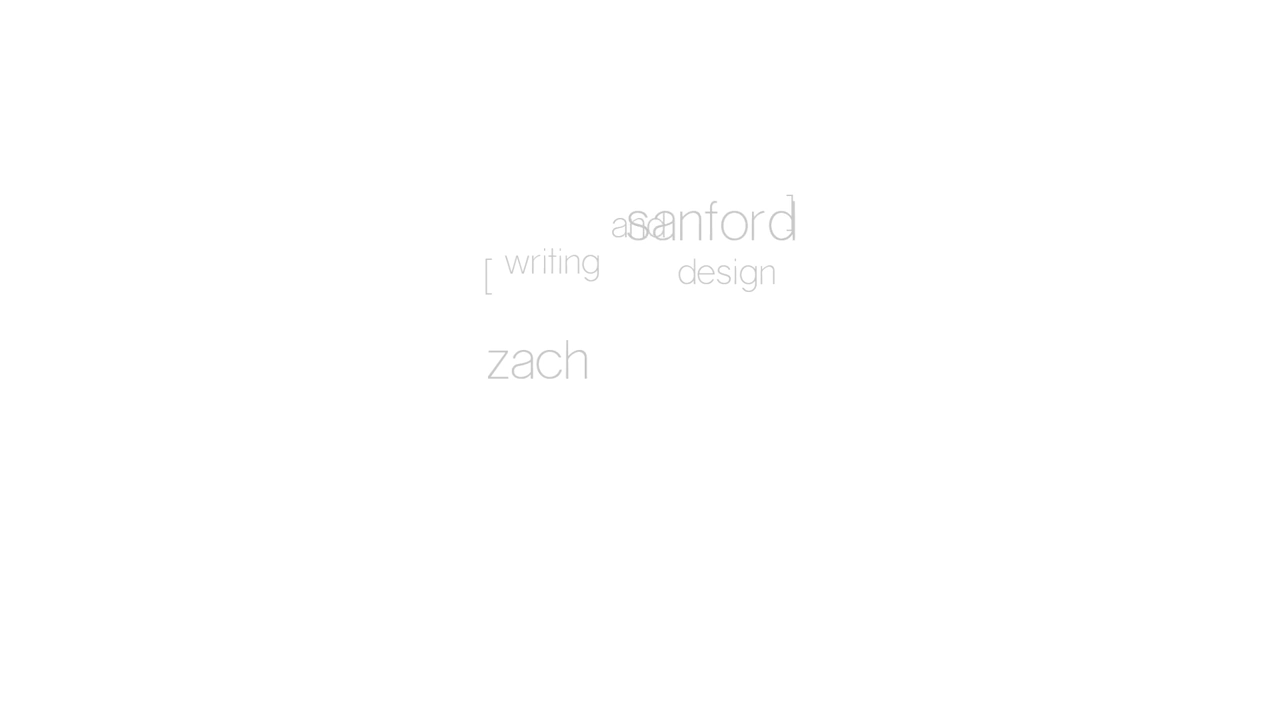 zach sanford
[ writing and design ]